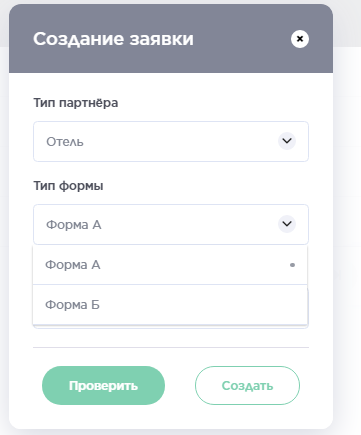 Создание заявки
Тип партнёра
Отель
Тип формы
Форма А
Форма А
Форма Б
Проверить
Создать